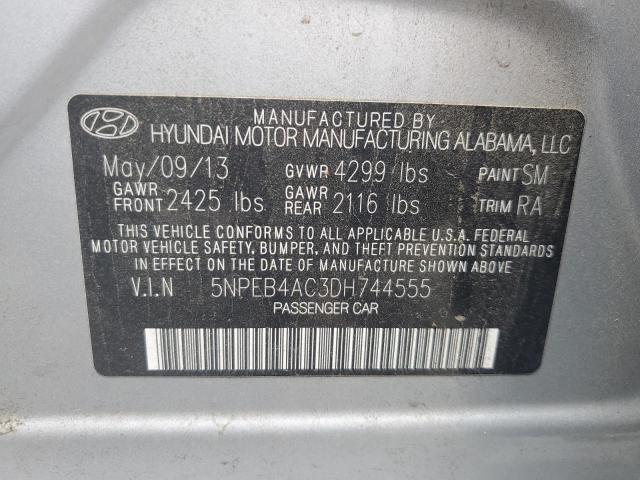 MANUFACTURED BY
HYUNDAI MOTOR MANUFACTURING ALABAMA, LLC
May/09/13 GVWR 4299 lbs PAINT SM
GAWR FRONT 2425 lbs GAWR REAR 2116 lbs TRIM RA
THIS VEHICLE CONFORMS TO ALL APPLICABLE U.S.A. FEDERAL
MOTOR VEHICLE SAFETY, BUMPER, AND THEFT PREVENTION STANDARDS
IN EFFECT ON THE DATE OF MANUFACTURE SHOWN ABOVE
V.I.N 5NPEB4AC3DH744555
PASSENGER CAR